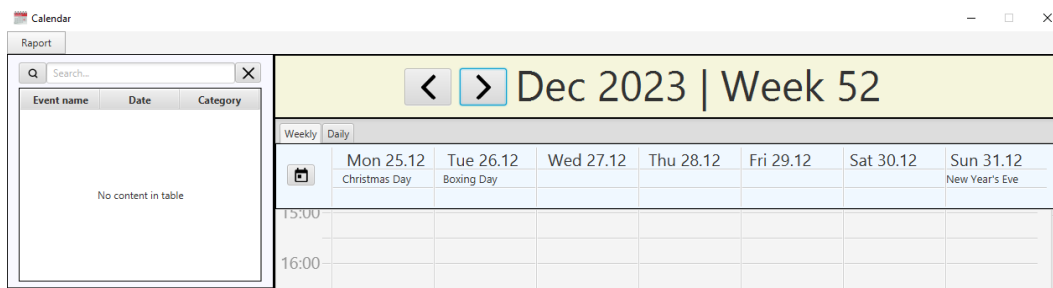 Calendar
Raport
Search...
Event name Date Category
No content in table
Dec 2023 | Week 52
Weekly Daily
Mon 25.12 Tue 26.12 Wed 27.12 Thu 28.12 Fri 29.12 Sat 30.12 Sun 31.12
Christmas Day Boxing Day New Year's Eve
15:00
16:00